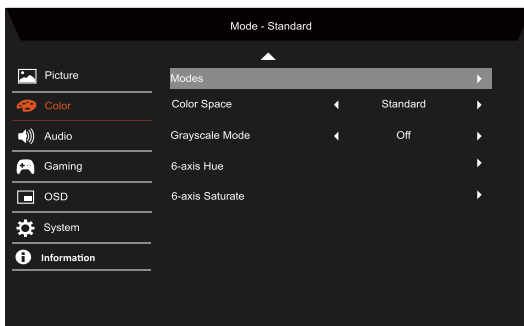 Mode - Standard
Picture
Color
Audio
Gaming
OSD
System
Information
Modes
Color Space Standard
Grayscale Mode Off
6-axis Hue
6-axis Saturate